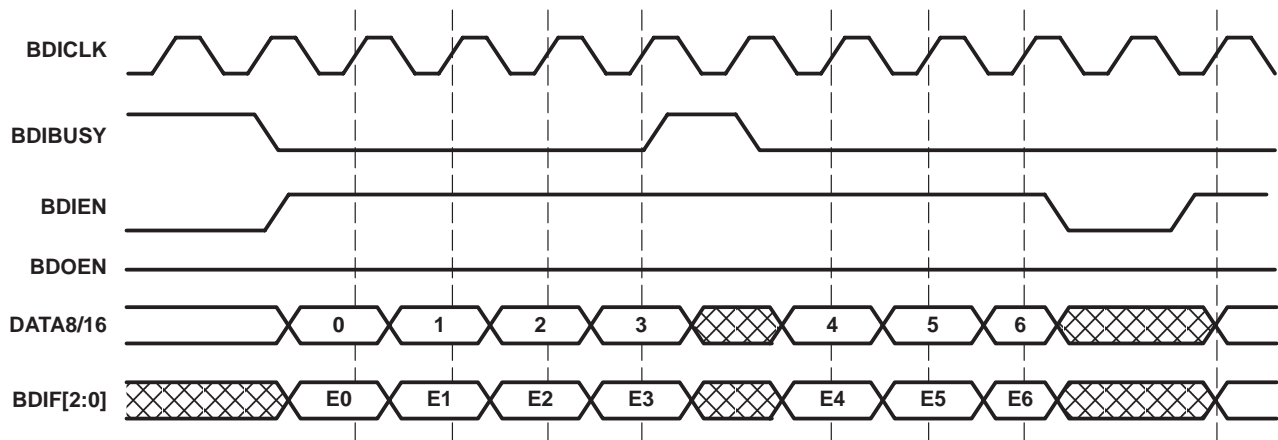 BDICLK
BDIBUSY
BDIEN
BDOEN
DATA8/16 0 1 2 3 4 5 6
BDIF[2:0] E0 E1 E2 E3 E4 E5 E6